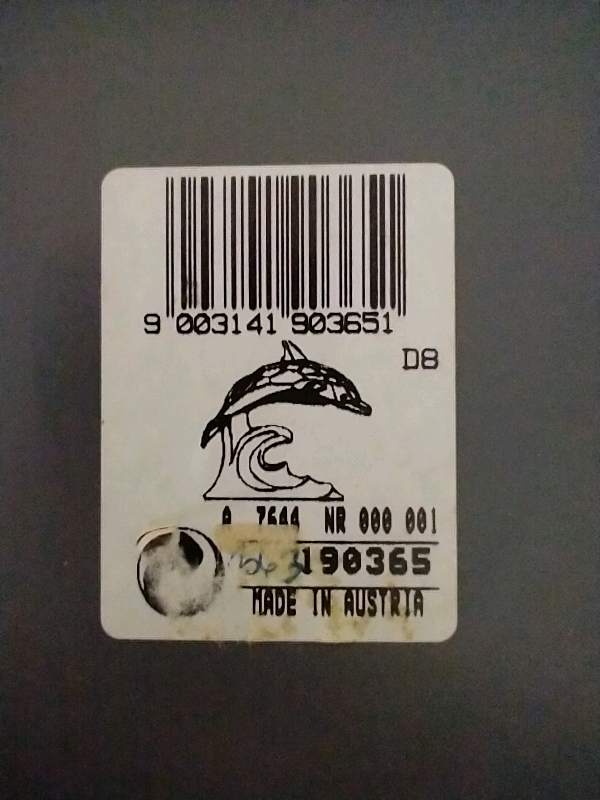 9 003141 903651
D8
A 7644 NR 000 001
190365
MADE IN AUSTRIA